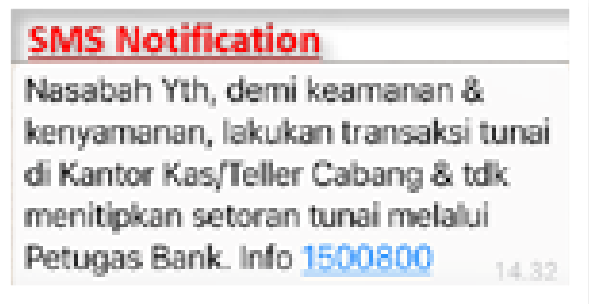 SMS Notification
Nasabah Yth, demi keamanan &
kenyamanan, lakukan transaksi tunai
di Kantor Kas/Teller Cabang & tdk
menitipkan setoran tunai melalui
Petugas Bank. Info 1500800
14.32